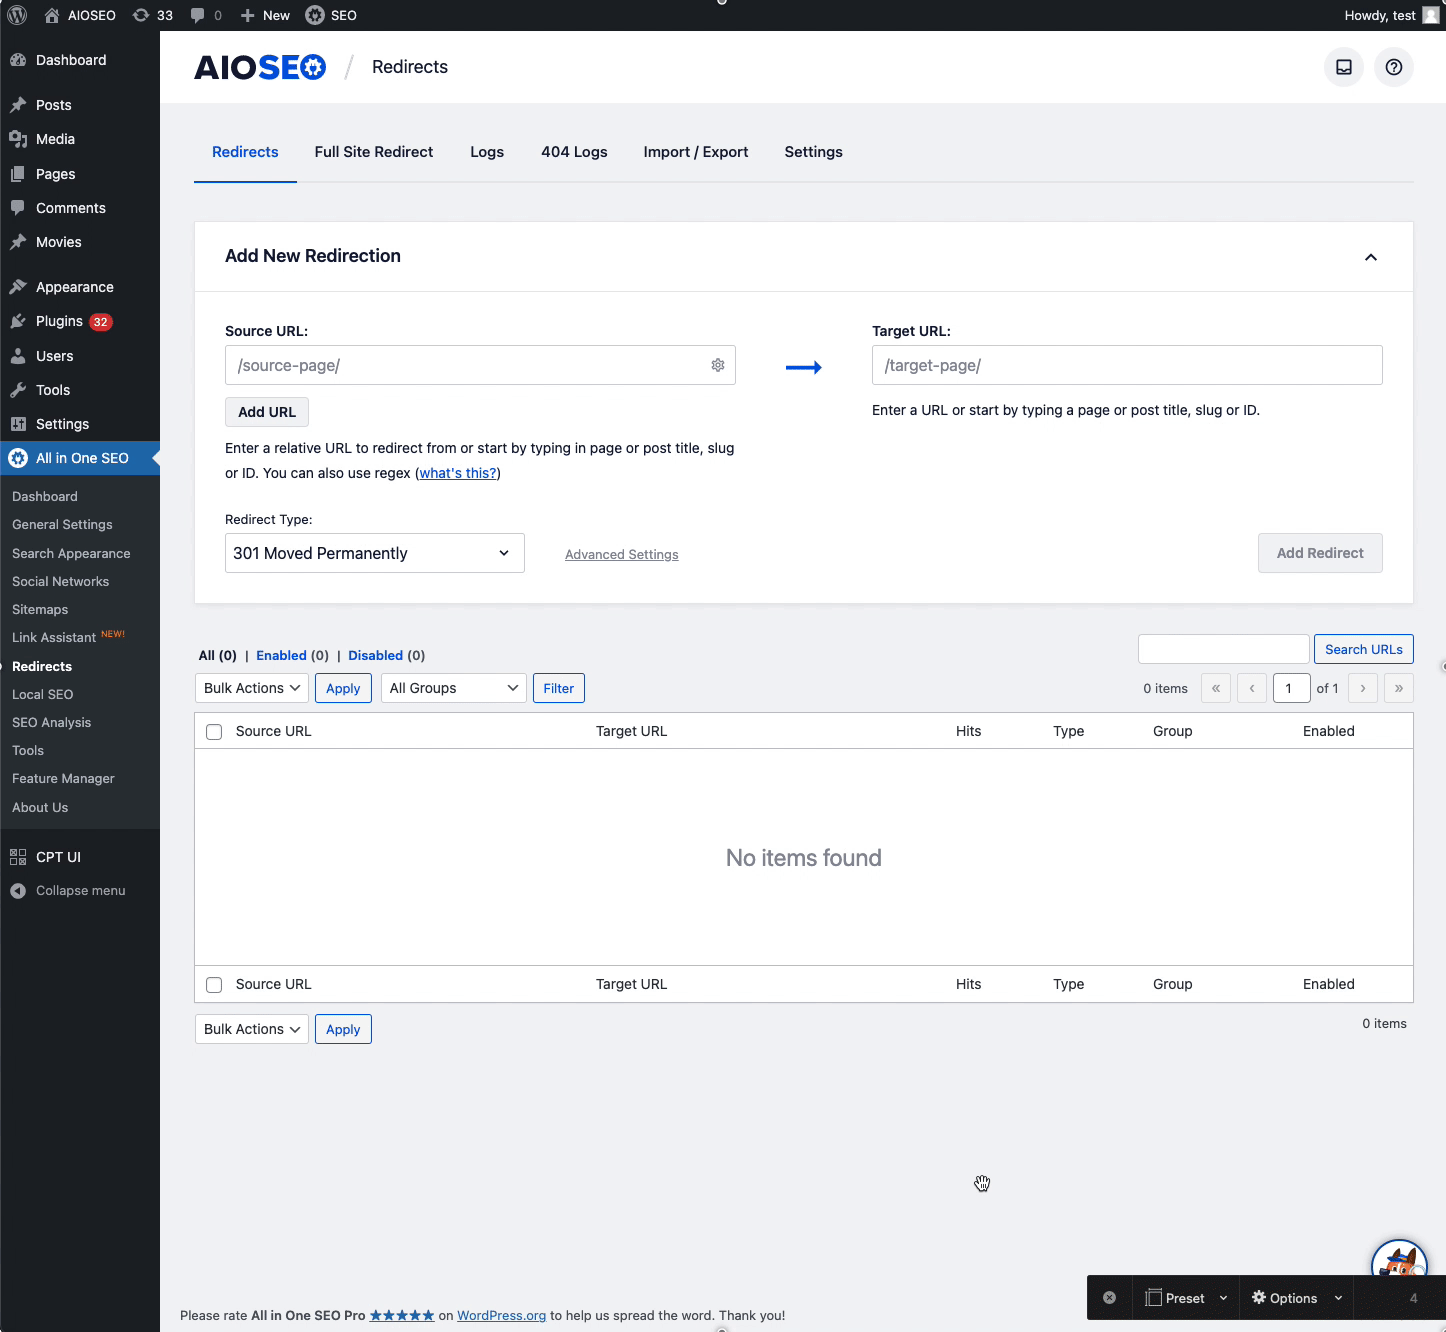 AIOSEO 33 0 New SEO Howdy, test
Dashboard
Posts
Media
Pages
Comments
Movies
Appearance
Plugins 32
Users
Tools
Settings
All in One SEO
Dashboard
General Settings
Search Appearance
Social Networks
Sitemaps
Link Assistant NEW!
Redirects
Local SEO
SEO Analysis
Tools
Feature Manager
About Us
CPT UI
Collapse menu
AIOSEO / Redirects
Redirects Full Site Redirect Logs 404 Logs Import / Export Settings
Add New Redirection
Source URL: Target URL:
/source-page/ /target-page/
Add URL Enter a URL or start by typing a page or post title, slug or ID.
Enter a relative URL to redirect from or start by typing in page or post title, slug
or ID. You can also use regex (what's this?)
Redirect Type:
301 Moved Permanently Advanced Settings Add Redirect
All (0) | Enabled (0) | Disabled (0) Search URLs
Bulk Actions Apply All Groups Filter 0 items « ‹ 1 of 1 › »
Source URL Target URL Hits Type Group Enabled
No items found
Source URL Target URL Hits Type Group Enabled
Bulk Actions Apply 0 items
Preset Options 4
Please rate All in One SEO Pro ★★★★★ on WordPress.org to help us spread the word. Thank you!